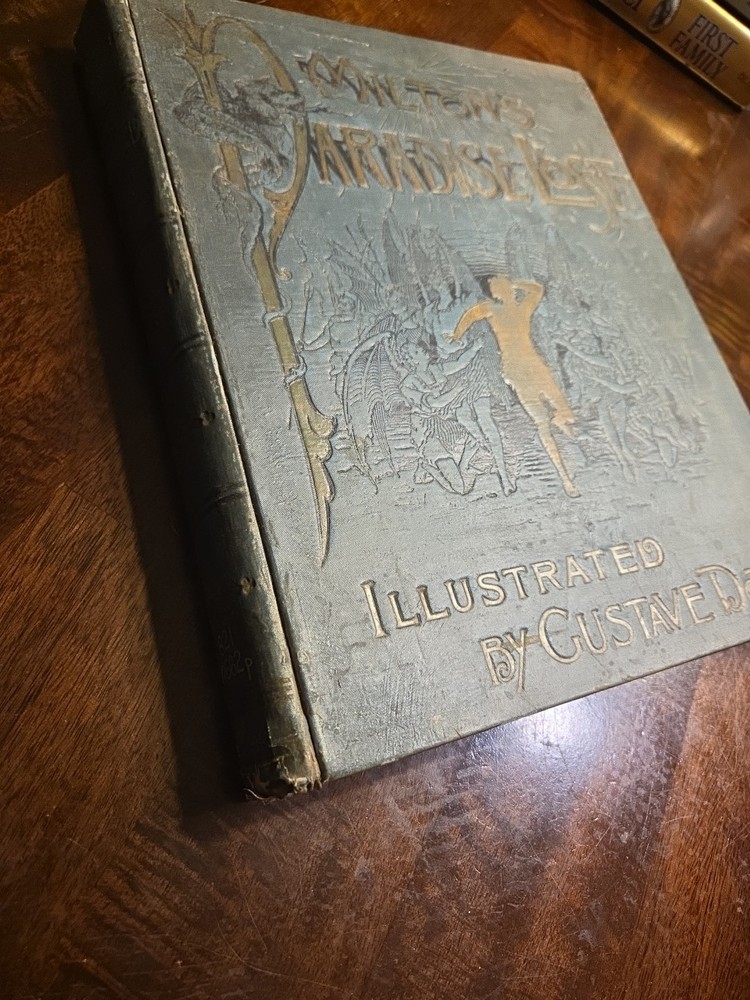 MILTON'S
PARADISE LOST
ILLUSTRATED
BY GUSTAVE
FIRST
FAMILY